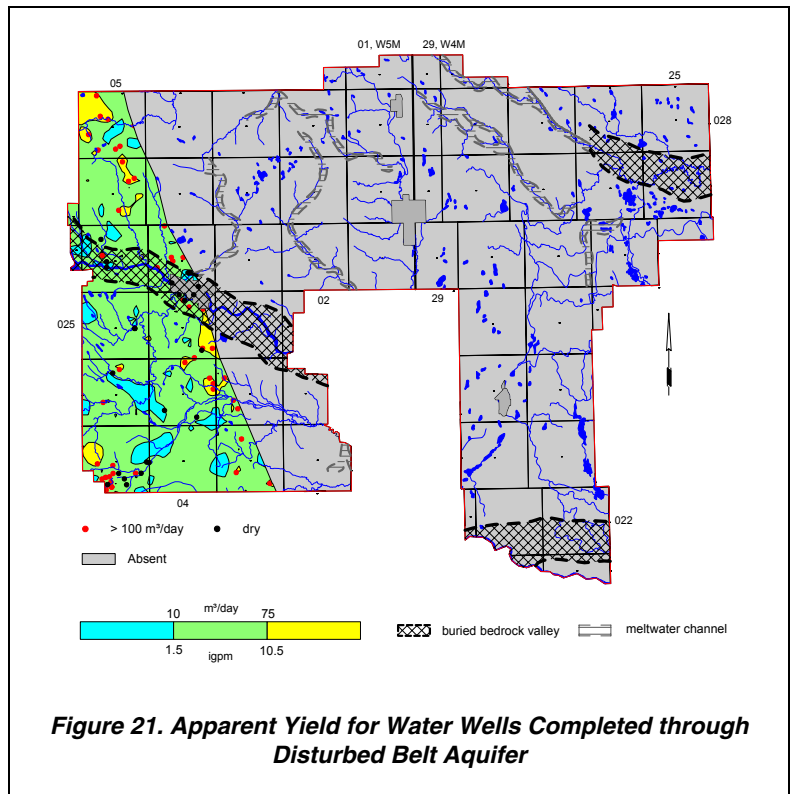 01, W5M 29, W4M
05
25
028
02
29
025
04
022
> 100 m³/day
dry
Absent
10 m³/day 75
1.5 igpm 10.5
buried bedrock valley
meltwater channel
Figure 21. Apparent Yield for Water Wells Completed through
Disturbed Belt Aquifer